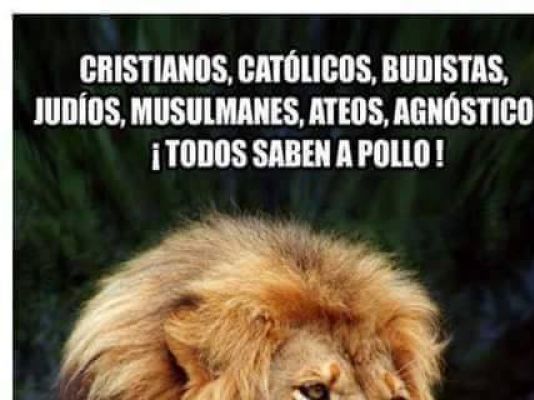 CRISTIANOS, CATÓLICOS, BUDISTAS,
JUDÍOS, MUSULMANES, ATEOS, AGNÓSTICO
¡ TODOS SABEN A POLLO !